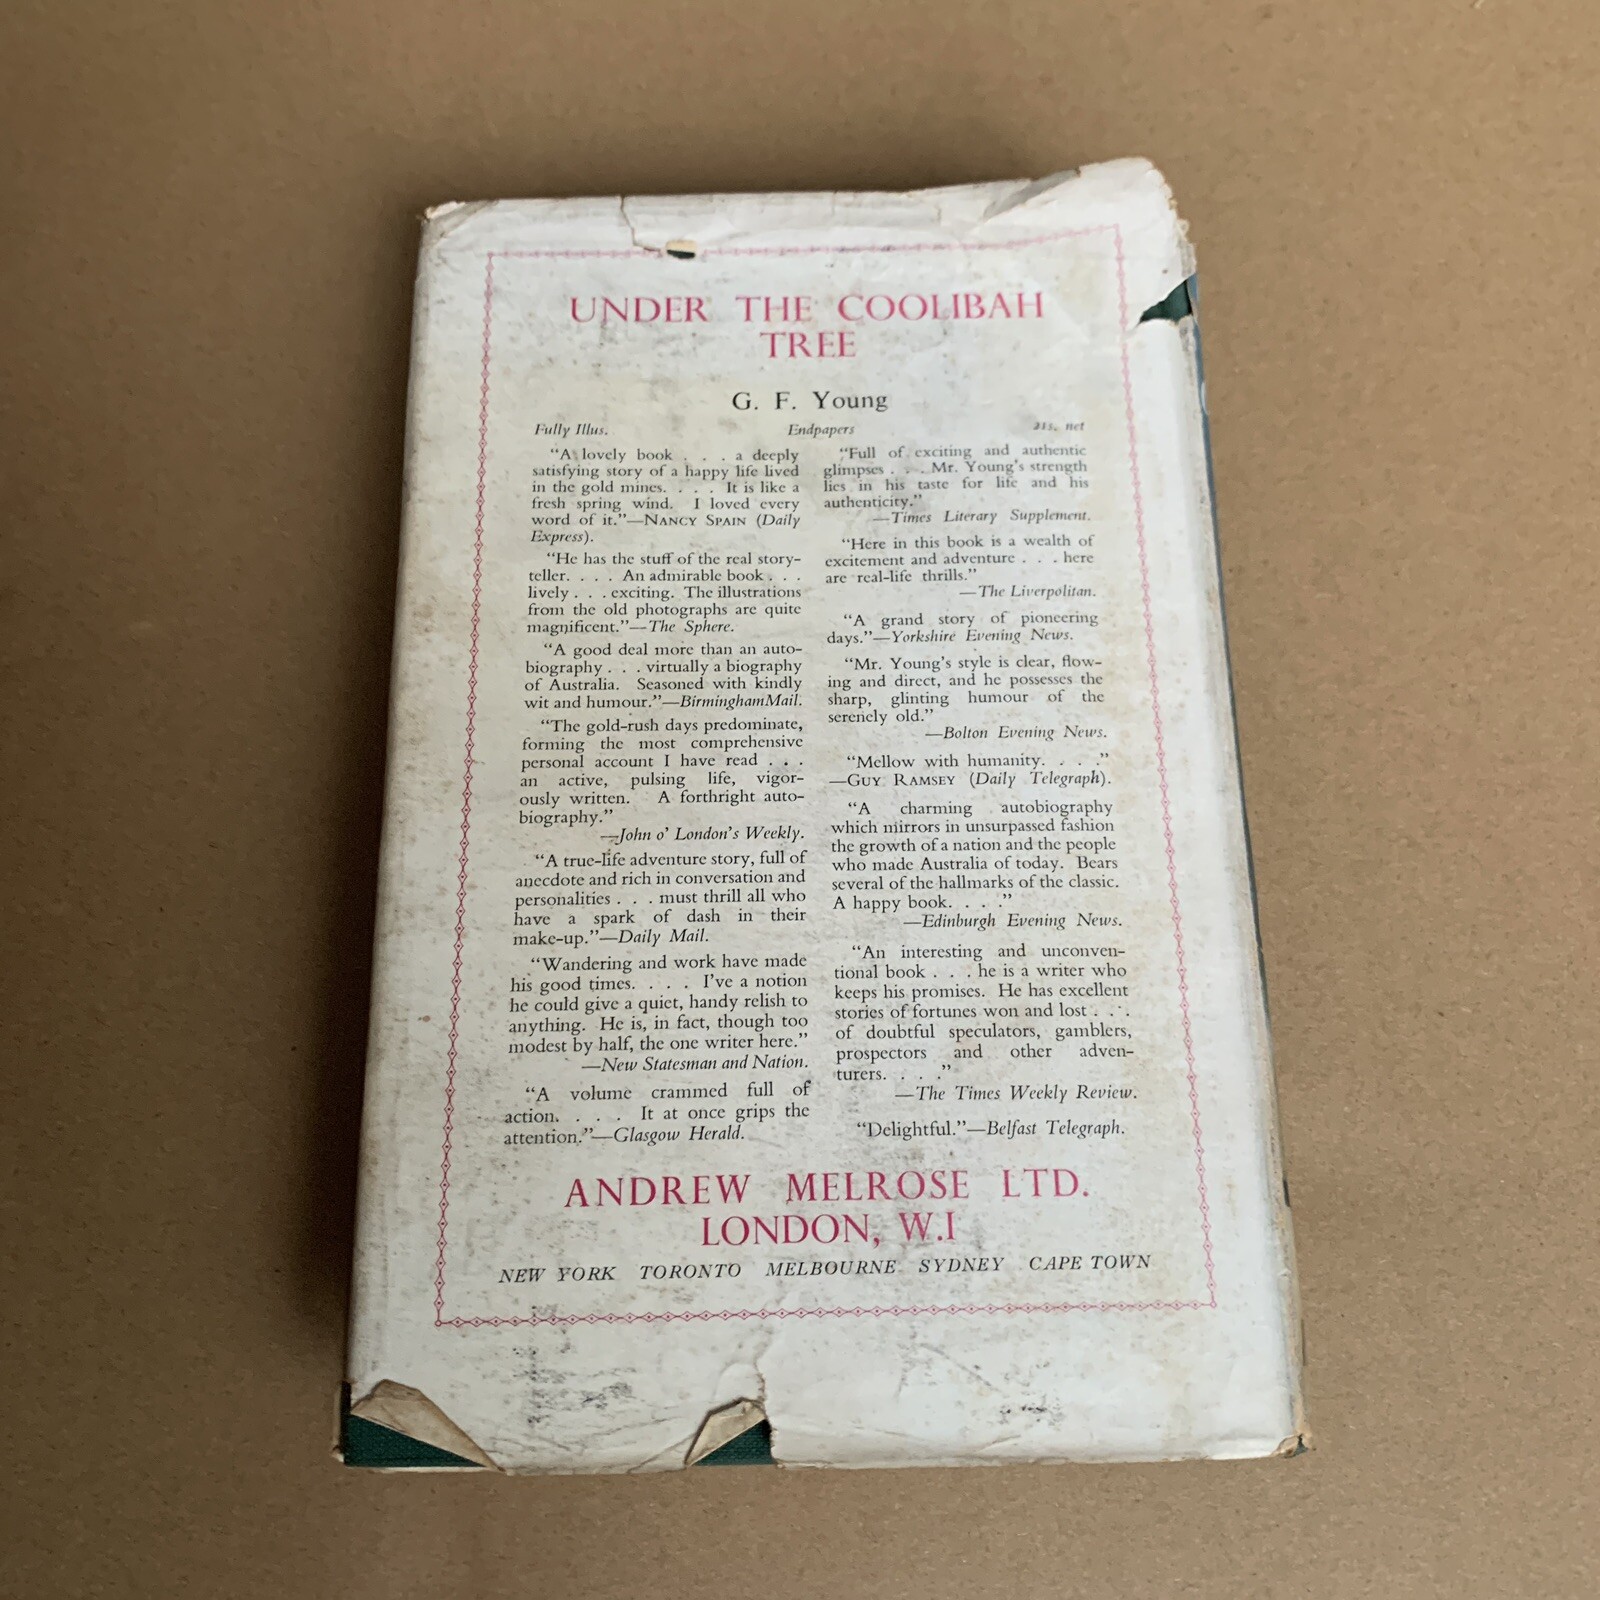 UNDER THE COOLIBAH
TREE
G. F. Young
Fully Illus. Endpapers 21s. net
"A lovely book . . . a deeply
satisfying story of a happy life lived
in the gold mines. . . . It is like a
fresh spring wind. I loved every
word of it."—NANCY SPAIN (Daily
Express).
"He has the stuff of the real story-
teller. . . . An admirable book . . .
lively . . . exciting. The illustrations
from the old photographs are quite
magnificent."—The Sphere.
"A good deal more than an auto-
biography . . . virtually a biography
of Australia. Seasoned with kindly
wit and humour."—Birmingham Mail.
"The gold-rush days predominate,
forming the most comprehensive
personal account I have read . . .
an active, pulsing life, vigor-
ously written. A forthright auto-
biography."
—John o' London's Weekly.
"A true-life adventure story, full of
anecdote and rich in conversation and
personalities . . . must thrill all who
have a spark of dash in their
make-up."—Daily Mail.
"Wandering and work have made
his good times. . . . I've a notion
he could give a quiet, handy relish to
anything. He is, in fact, though too
modest by half, the one writer here."
—New Statesman and Nation.
"A volume crammed full of
action. . . . It at once grips the
attention."—Glasgow Herald.
"Full of exciting and authentic
glimpses . . . Mr. Young's strength
lies in his taste for life and his
authenticity."
—Times Literary Supplement.
"Here in this book is a wealth of
excitement and adventure . . . here
are real-life thrills."
—The Liverpolitan.
"A grand story of pioneering
days."—Yorkshire Evening News.
"Mr. Young's style is clear, flow-
ing and direct, and he possesses the
sharp, glinting humour of the
serenely old."
—Bolton Evening News.
"Mellow with humanity. . . ."
—GUY RAMSEY (Daily Telegraph).
"A charming autobiography
which mirrors in unsurpassed fashion
the growth of a nation and the people
who made Australia of today. Bears
several of the hallmarks of the classic.
A happy book. . . ."
—Edinburgh Evening News.
"An interesting and unconven-
tional book . . . he is a writer who
keeps his promises. He has excellent
stories of fortunes won and lost . . .
of doubtful speculators, gamblers,
prospectors and other adven-
turers. . . ."
—The Times Weekly Review.
"Delightful."—Belfast Telegraph.
ANDREW MELROSE LTD.
LONDON, W.I
NEW YORK TORONTO MELBOURNE SYDNEY CAPE TOWN